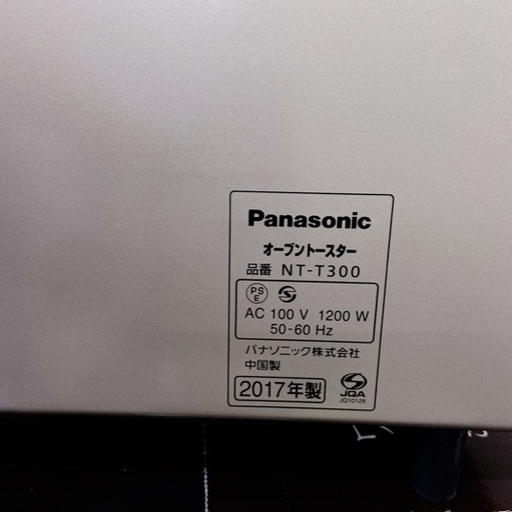 Panasonic
オーブントースター
品番 NT-T300
PS
E
AC 100 V 1200 W
50-60 Hz
パナソニック株式会社
中国製
2017年製
JQA
JQ10129